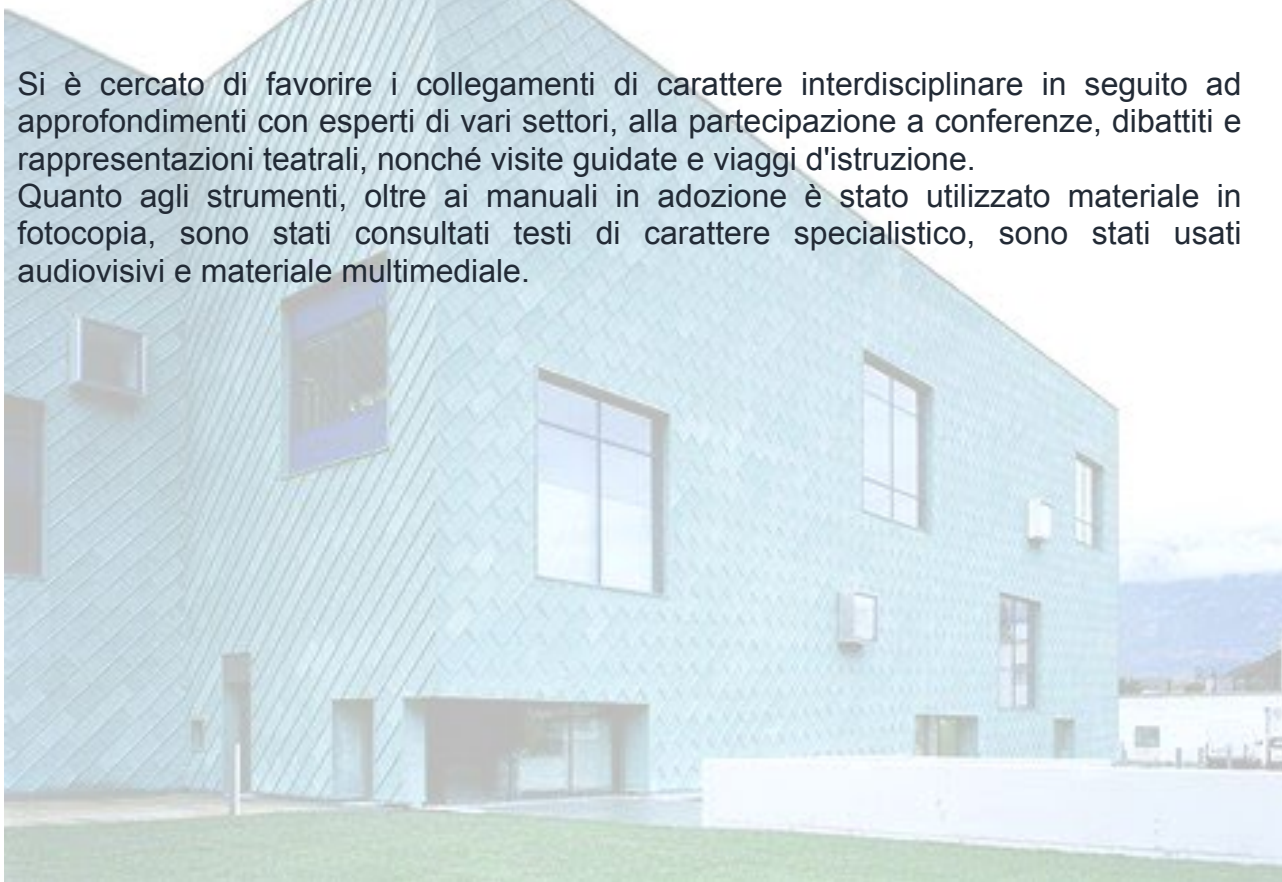 Si è cercato di favorire i collegamenti di carattere interdisciplinare in seguito ad
approfondimenti con esperti di vari settori, alla partecipazione a conferenze, dibattiti e
rappresentazioni teatrali, nonché visite guidate e viaggi d'istruzione.
Quanto agli strumenti, oltre ai manuali in adozione è stato utilizzato materiale in
fotocopia, sono stati consultati testi di carattere specialistico, sono stati usati
audiovisivi e materiale multimediale.